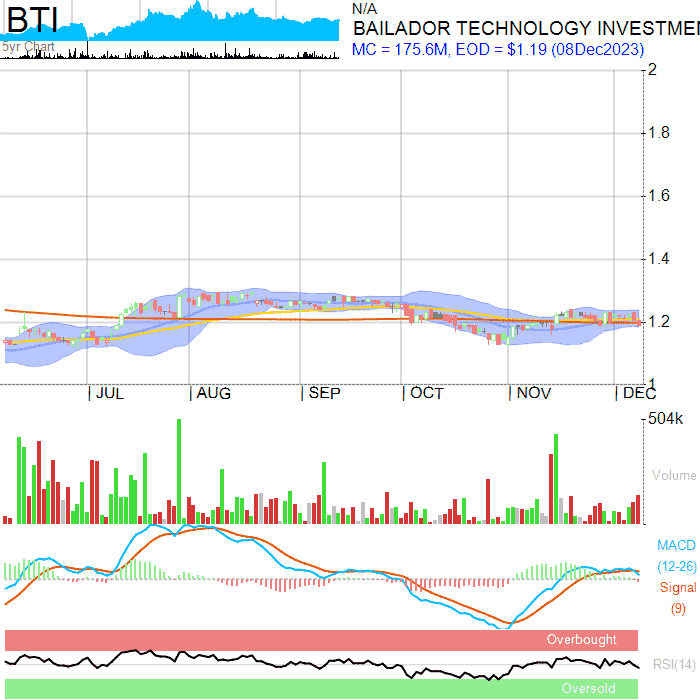 BTI
5yr Chart
N/A
BAILADOR TECHNOLOGY INVESTMEN
MC = 175.6M, EOD = $1.19 (08Dec2023)
2
1.8
1.6
1.4
1.2
1
JUL AUG SEP OCT NOV DEC
504k
Volume
MACD
(12-26)
Signal
(9)
Overbought
RSI(14)
Oversold